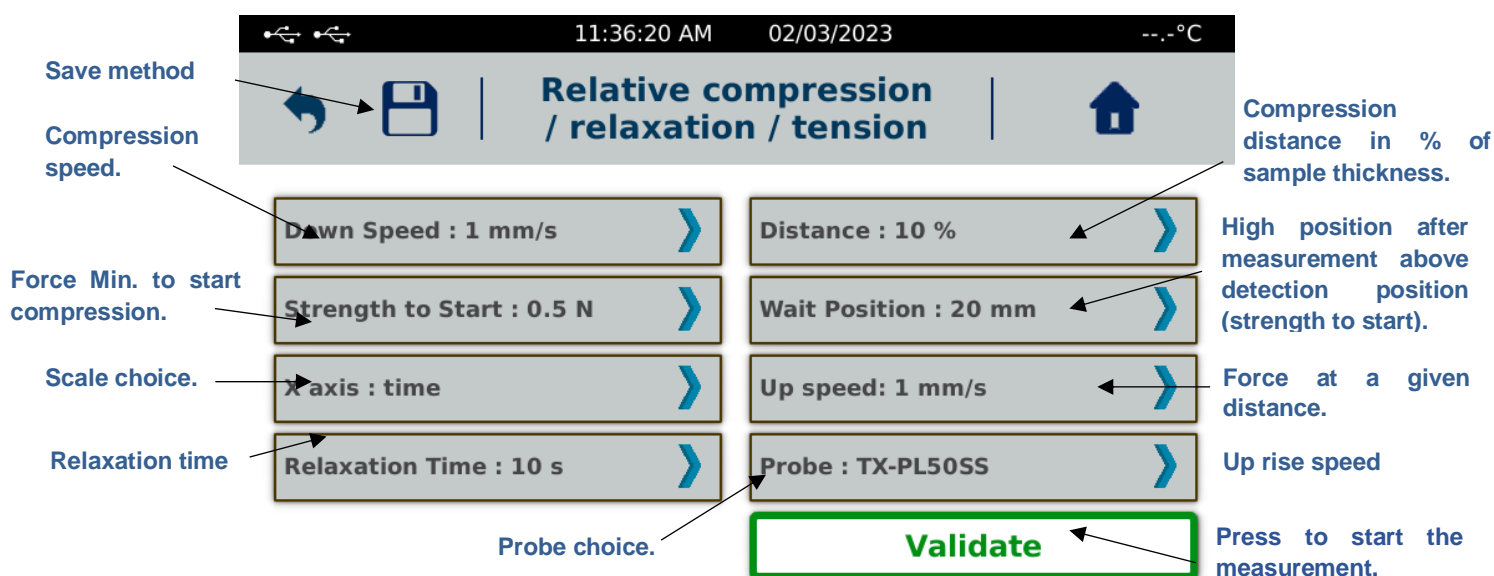 11:36:20 AM 02/03/2023 --.-°C
Save method
Relative compression
/ relaxation / tension
Compression
speed.
Compression
distance in % of
sample thickness.
Down Speed : 1 mm/s
Distance : 10 %
High position after
measurement above
detection position
(strength to start).
Force Min. to start
compression.
Strength to Start : 0.5 N
Wait Position : 20 mm
Scale choice.
X axis : time
Up speed: 1 mm/s
Force at a given
distance.
Relaxation time
Relaxation Time : 10 s
Probe : TX-PL50SS
Up rise speed
Probe choice.
Validate
Press to start the
measurement.